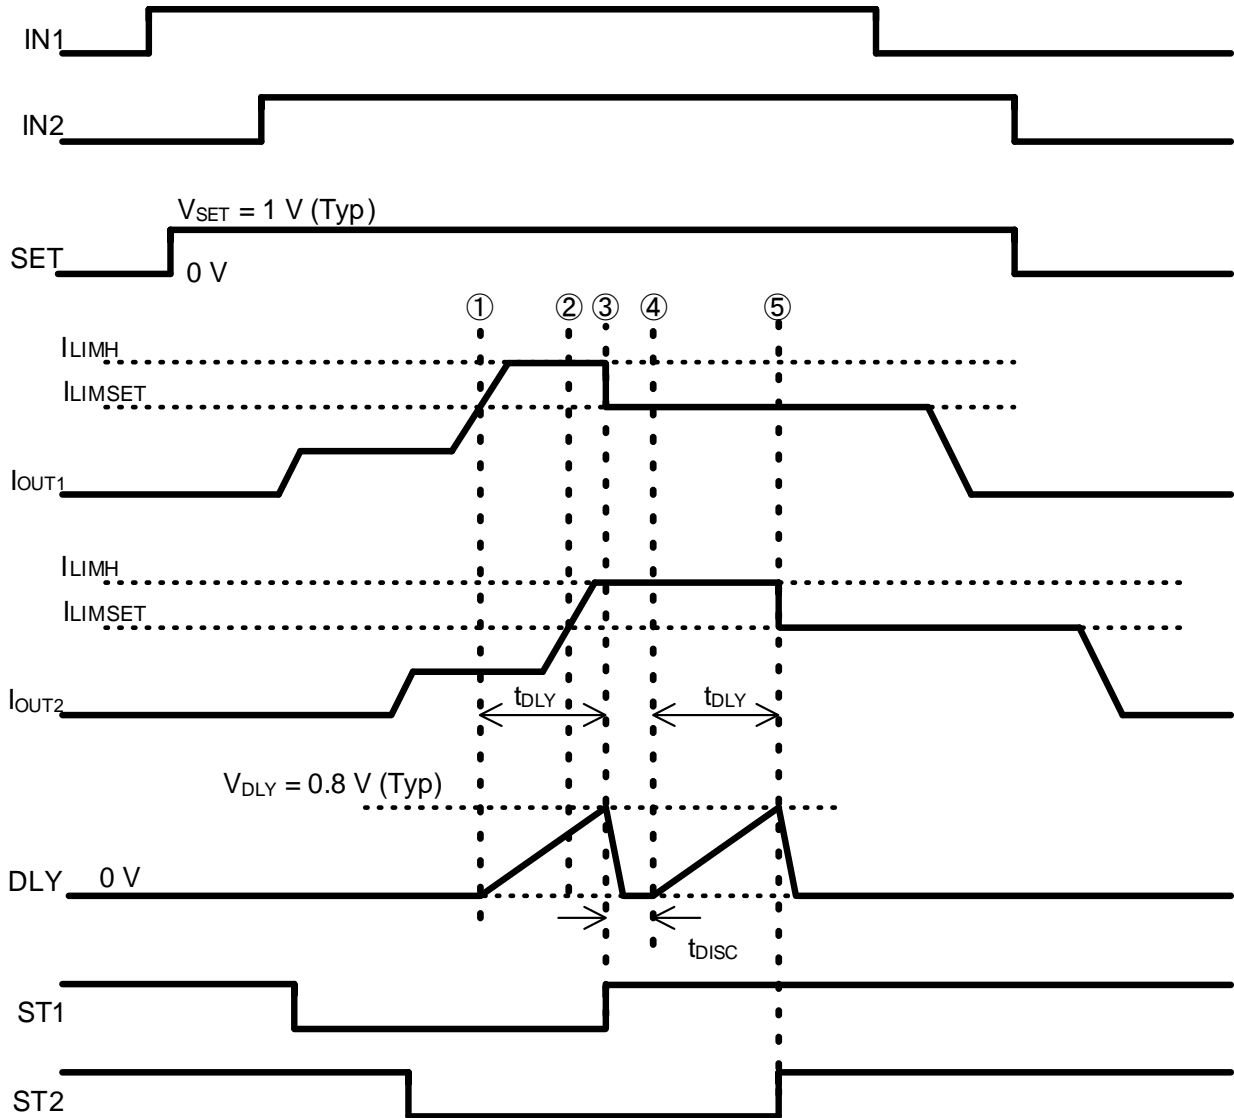 IN1
IN2
VSET = 1 V (Typ)
SET
0 V
① ② ③ ④ ⑤
ILIMH
ILIMSET
IOUT1
ILIMH
ILIMSET
IOUT2
tDLY tDLY
VDLY = 0.8 V (Typ)
DLY 0 V
tDISC
ST1
ST2